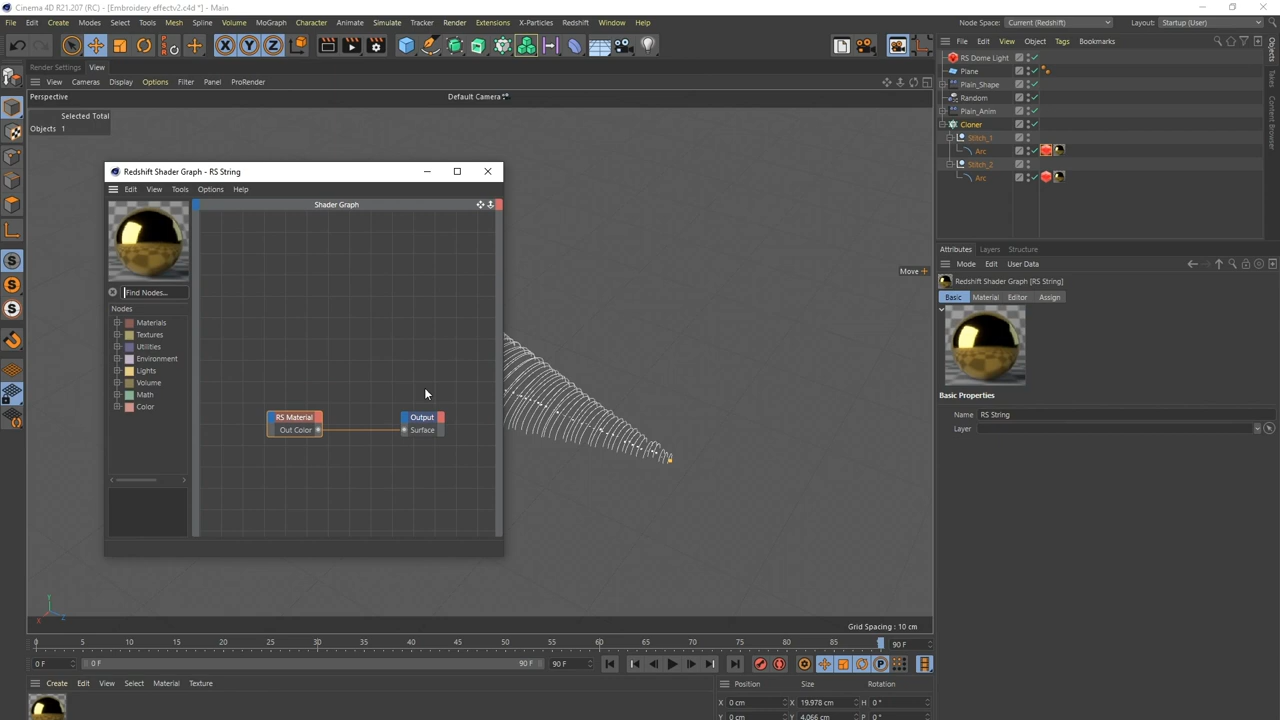 Cinema 4D R21.207 (RC) - [Embroidery effectv2.c4d *] - Main
File Edit Create Modes Select Tools Mesh Spline Volume MoGraph Character Animate Simulate Tracker Render Extensions X-Particles Redshift Window Help
Node Space: Current (Redshift) Layout: Startup (User)
X Y Z
File Edit View Object Tags Bookmarks
Render Settings View
View Cameras Display Options Filter Panel ProRender
Perspective
Default Camera
Selected Total
Objects 1
RS Dome Light
Plane
Plain_Shape
Random
Plain_Anim
Cloner
Stitch_1
Arc
Stitch_2
Arc
Objects
Takes
Content Browser
Redshift Shader Graph - RS String
Edit View Tools Options Help
Shader Graph
Find Nodes...
Nodes
Materials
Textures
Utilities
Environment
Lights
Volume
Math
Color
RS Material
Out Color
Output
Surface
Move
Attributes Layers Structure
Mode Edit User Data
Redshift Shader Graph [RS String]
Basic Material Editor Assign
Basic Properties
Name RS String
Layer
Grid Spacing : 10 cm
0 5 10 15 20 25 30 35 40 45 50 55 60 65 70 75 80 85 90 F
0 F 0 F 90 F 90 F
Create Edit View Select Material Texture
Position Size Rotation
X 0 cm X 19.978 cm H 0 °
Y 0 cm Y 4.066 cm P 0 °